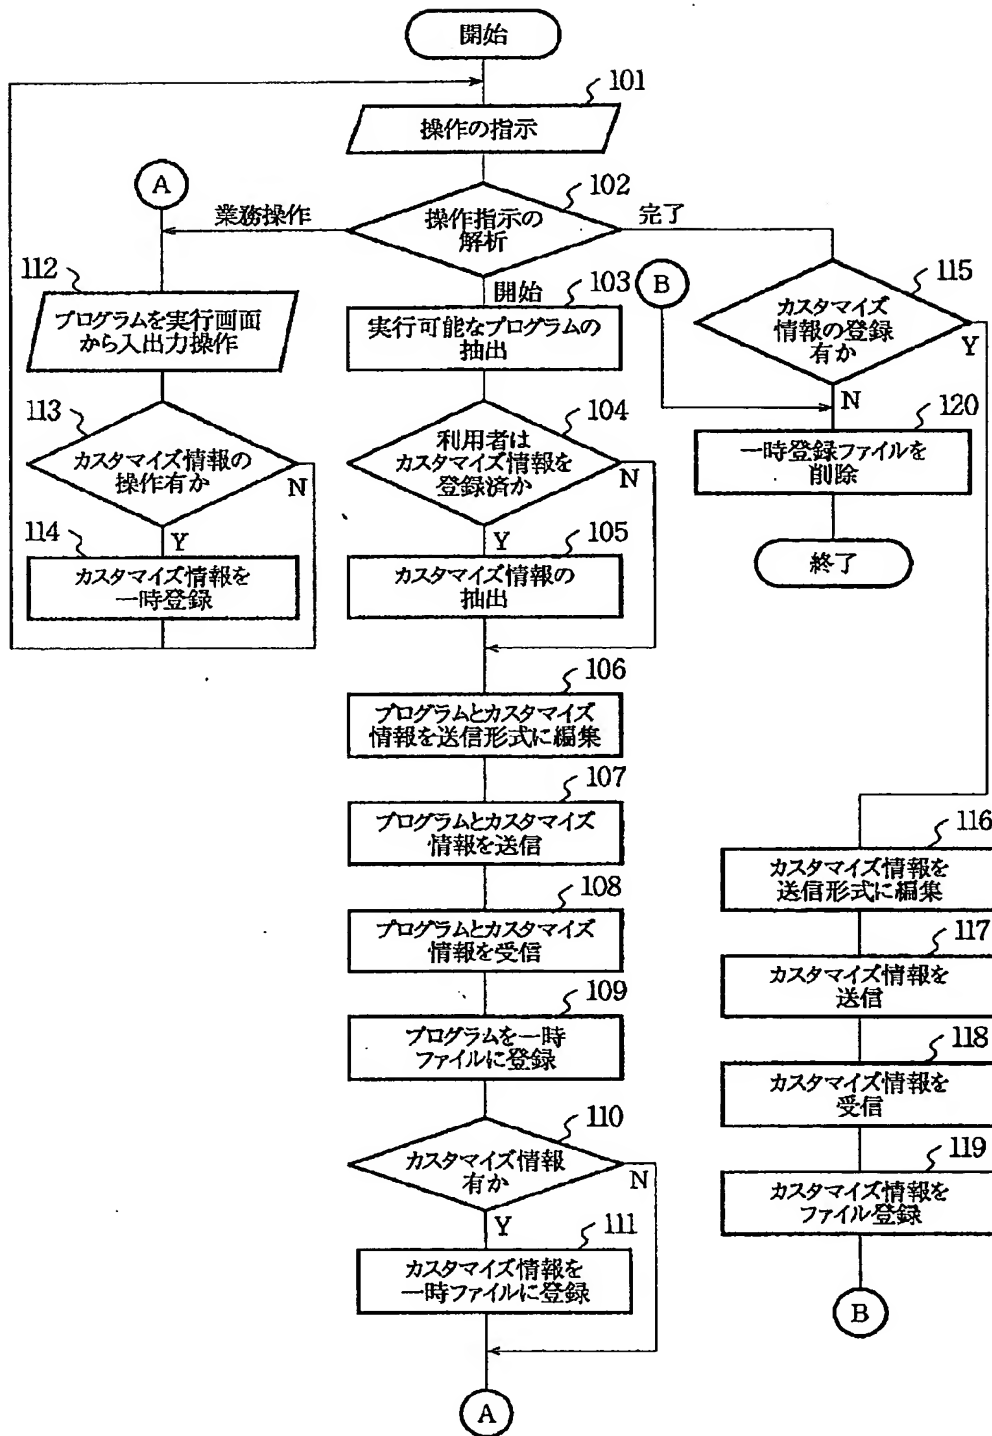 開始
101
操作の指示
A
102
業務操作
操作指示の
解析
完了
112
プログラムを実行画面
から入出力操作
開始
103
実行可能なプログラムの
抽出
B
115
カスタマイズ
情報の登録
有か
Y
N
113
カスタマイズ情報の
操作有か
N
Y
104
利用者は
カスタマイズ情報を
登録済か
N
Y
120
一時登録ファイルを
削除
終了
114
カスタマイズ情報を
一時登録
105
カスタマイズ情報の
抽出
106
プログラムとカスタマイズ
情報を送信形式に編集
107
プログラムとカスタマイズ
情報を送信
108
プログラムとカスタマイズ
情報を受信
109
プログラムを一時
ファイルに登録
110
カスタマイズ情報
有か
N
Y
111
カスタマイズ情報を
一時ファイルに登録
A
116
カスタマイズ情報を
送信形式に編集
117
カスタマイズ情報を
送信
118
カスタマイズ情報を
受信
119
カスタマイズ情報を
ファイル登録
B